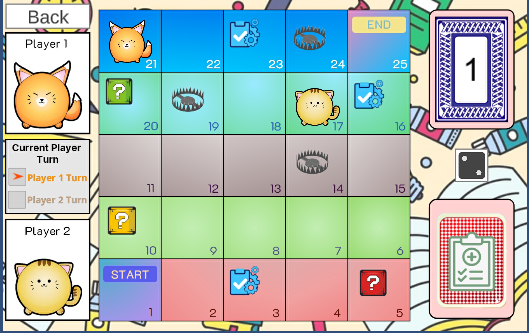 Back
Player 1
Current Player
Turn
Player 1 Turn
Player 2 Turn
Player 2
21 22 23 24 END 25
? 20 19 18 17 16
11 12 13 14 15
? 10 9 8 7 6
START 1 2 3 4 ? 5
1